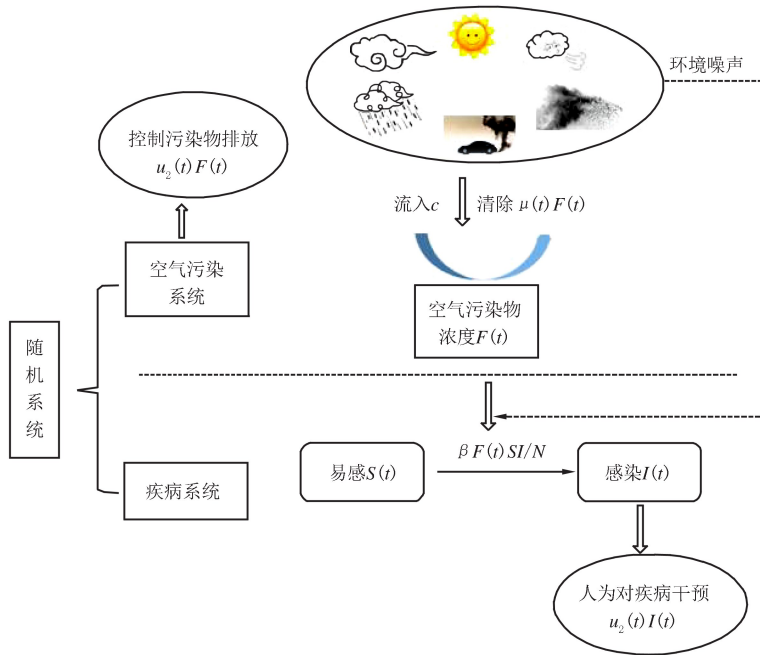 环境噪声
控制污染物排放
u₂(t)F(t)
流入c
清除 μ(t)F(t)
空气污染
系统
空气污染物
浓度F(t)
随
机
系
统
βF(t)SI/N
疾病系统
易感S(t)
感染I(t)
人为对疾病干预
u₂(t)I(t)